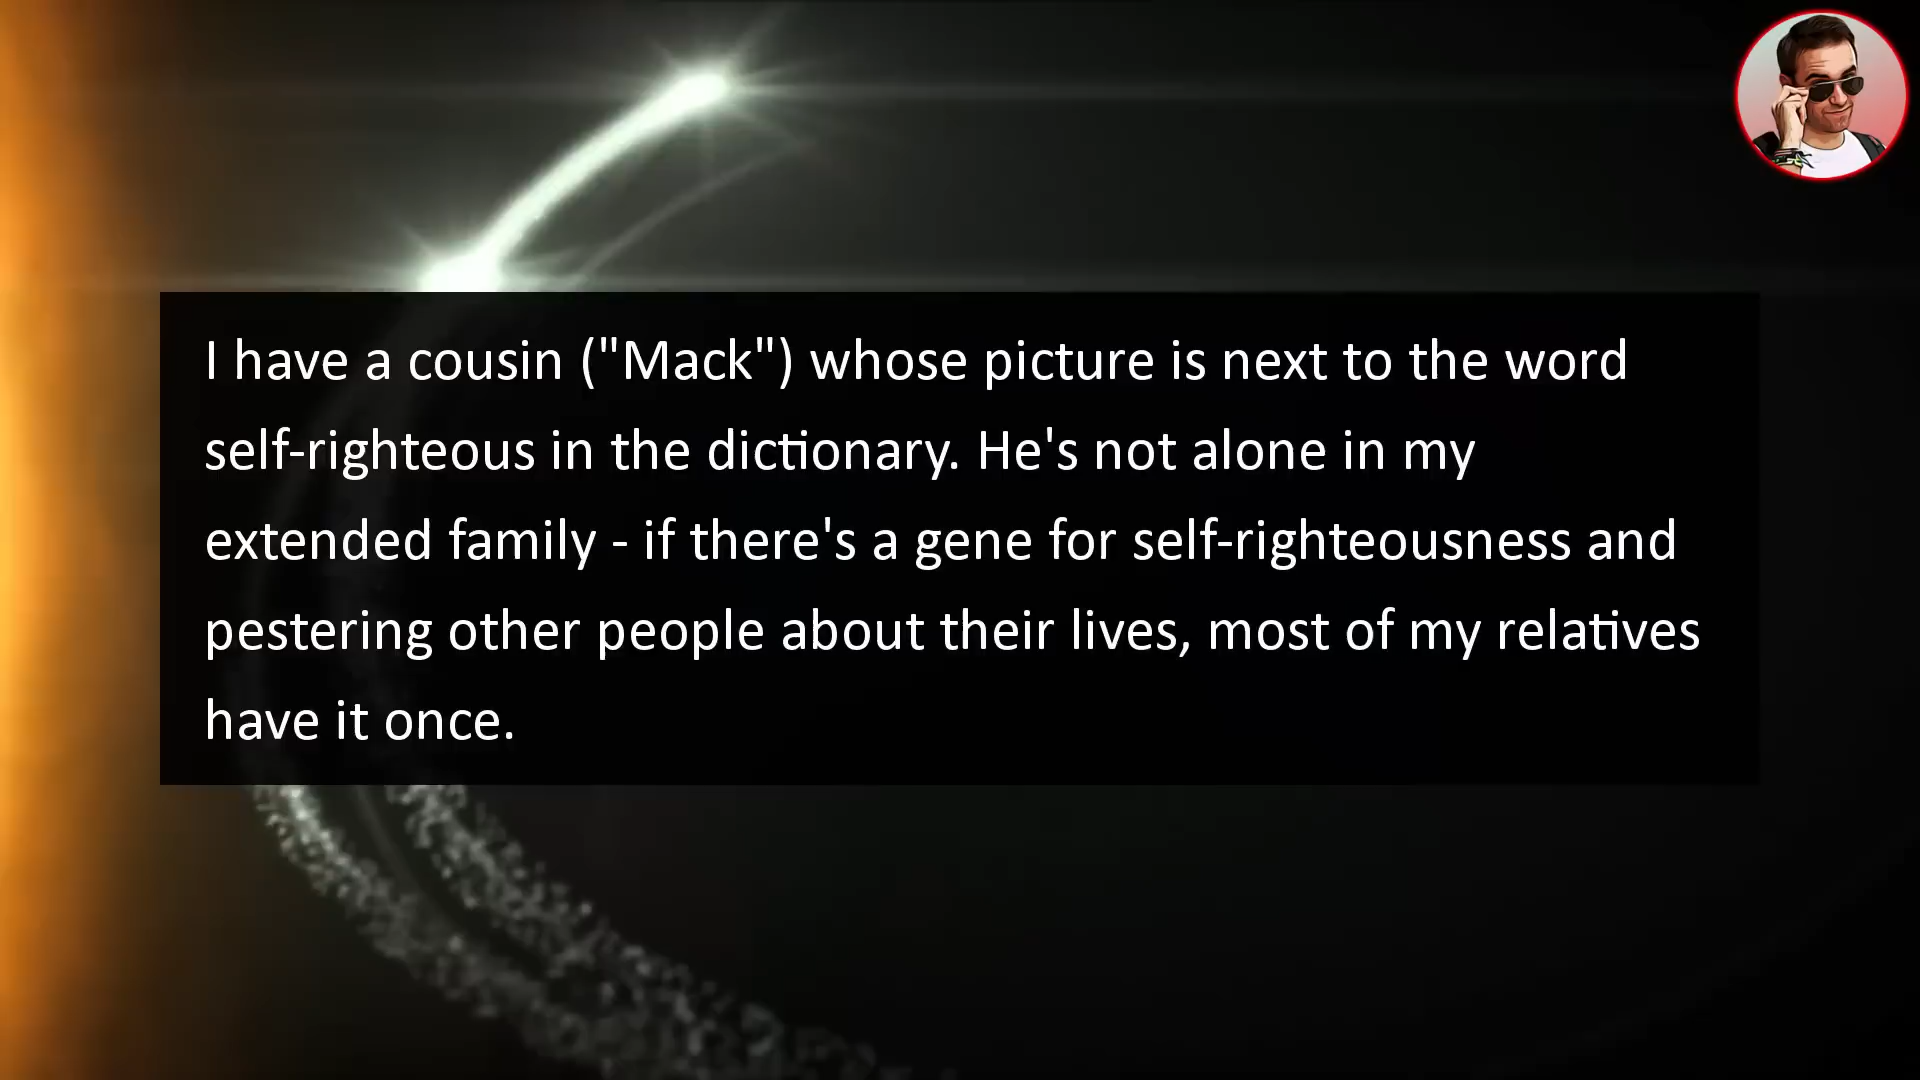 I have a cousin ("Mack") whose picture is next to the word
self-righteous in the dictionary. He's not alone in my
extended family - if there's a gene for self-righteousness and
pestering other people about their lives, most of my relatives
have it once.